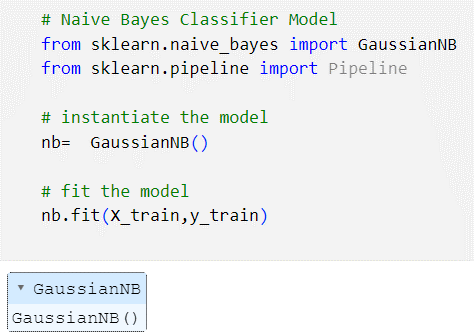 # Naive Bayes Classifier Model
from sklearn.naive_bayes import GaussianNB
from sklearn.pipeline import Pipeline
# instantiate the model
nb=  GaussianNB()
# fit the model
nb.fit(X_train,y_train)
▾ GaussianNB
GaussianNB()